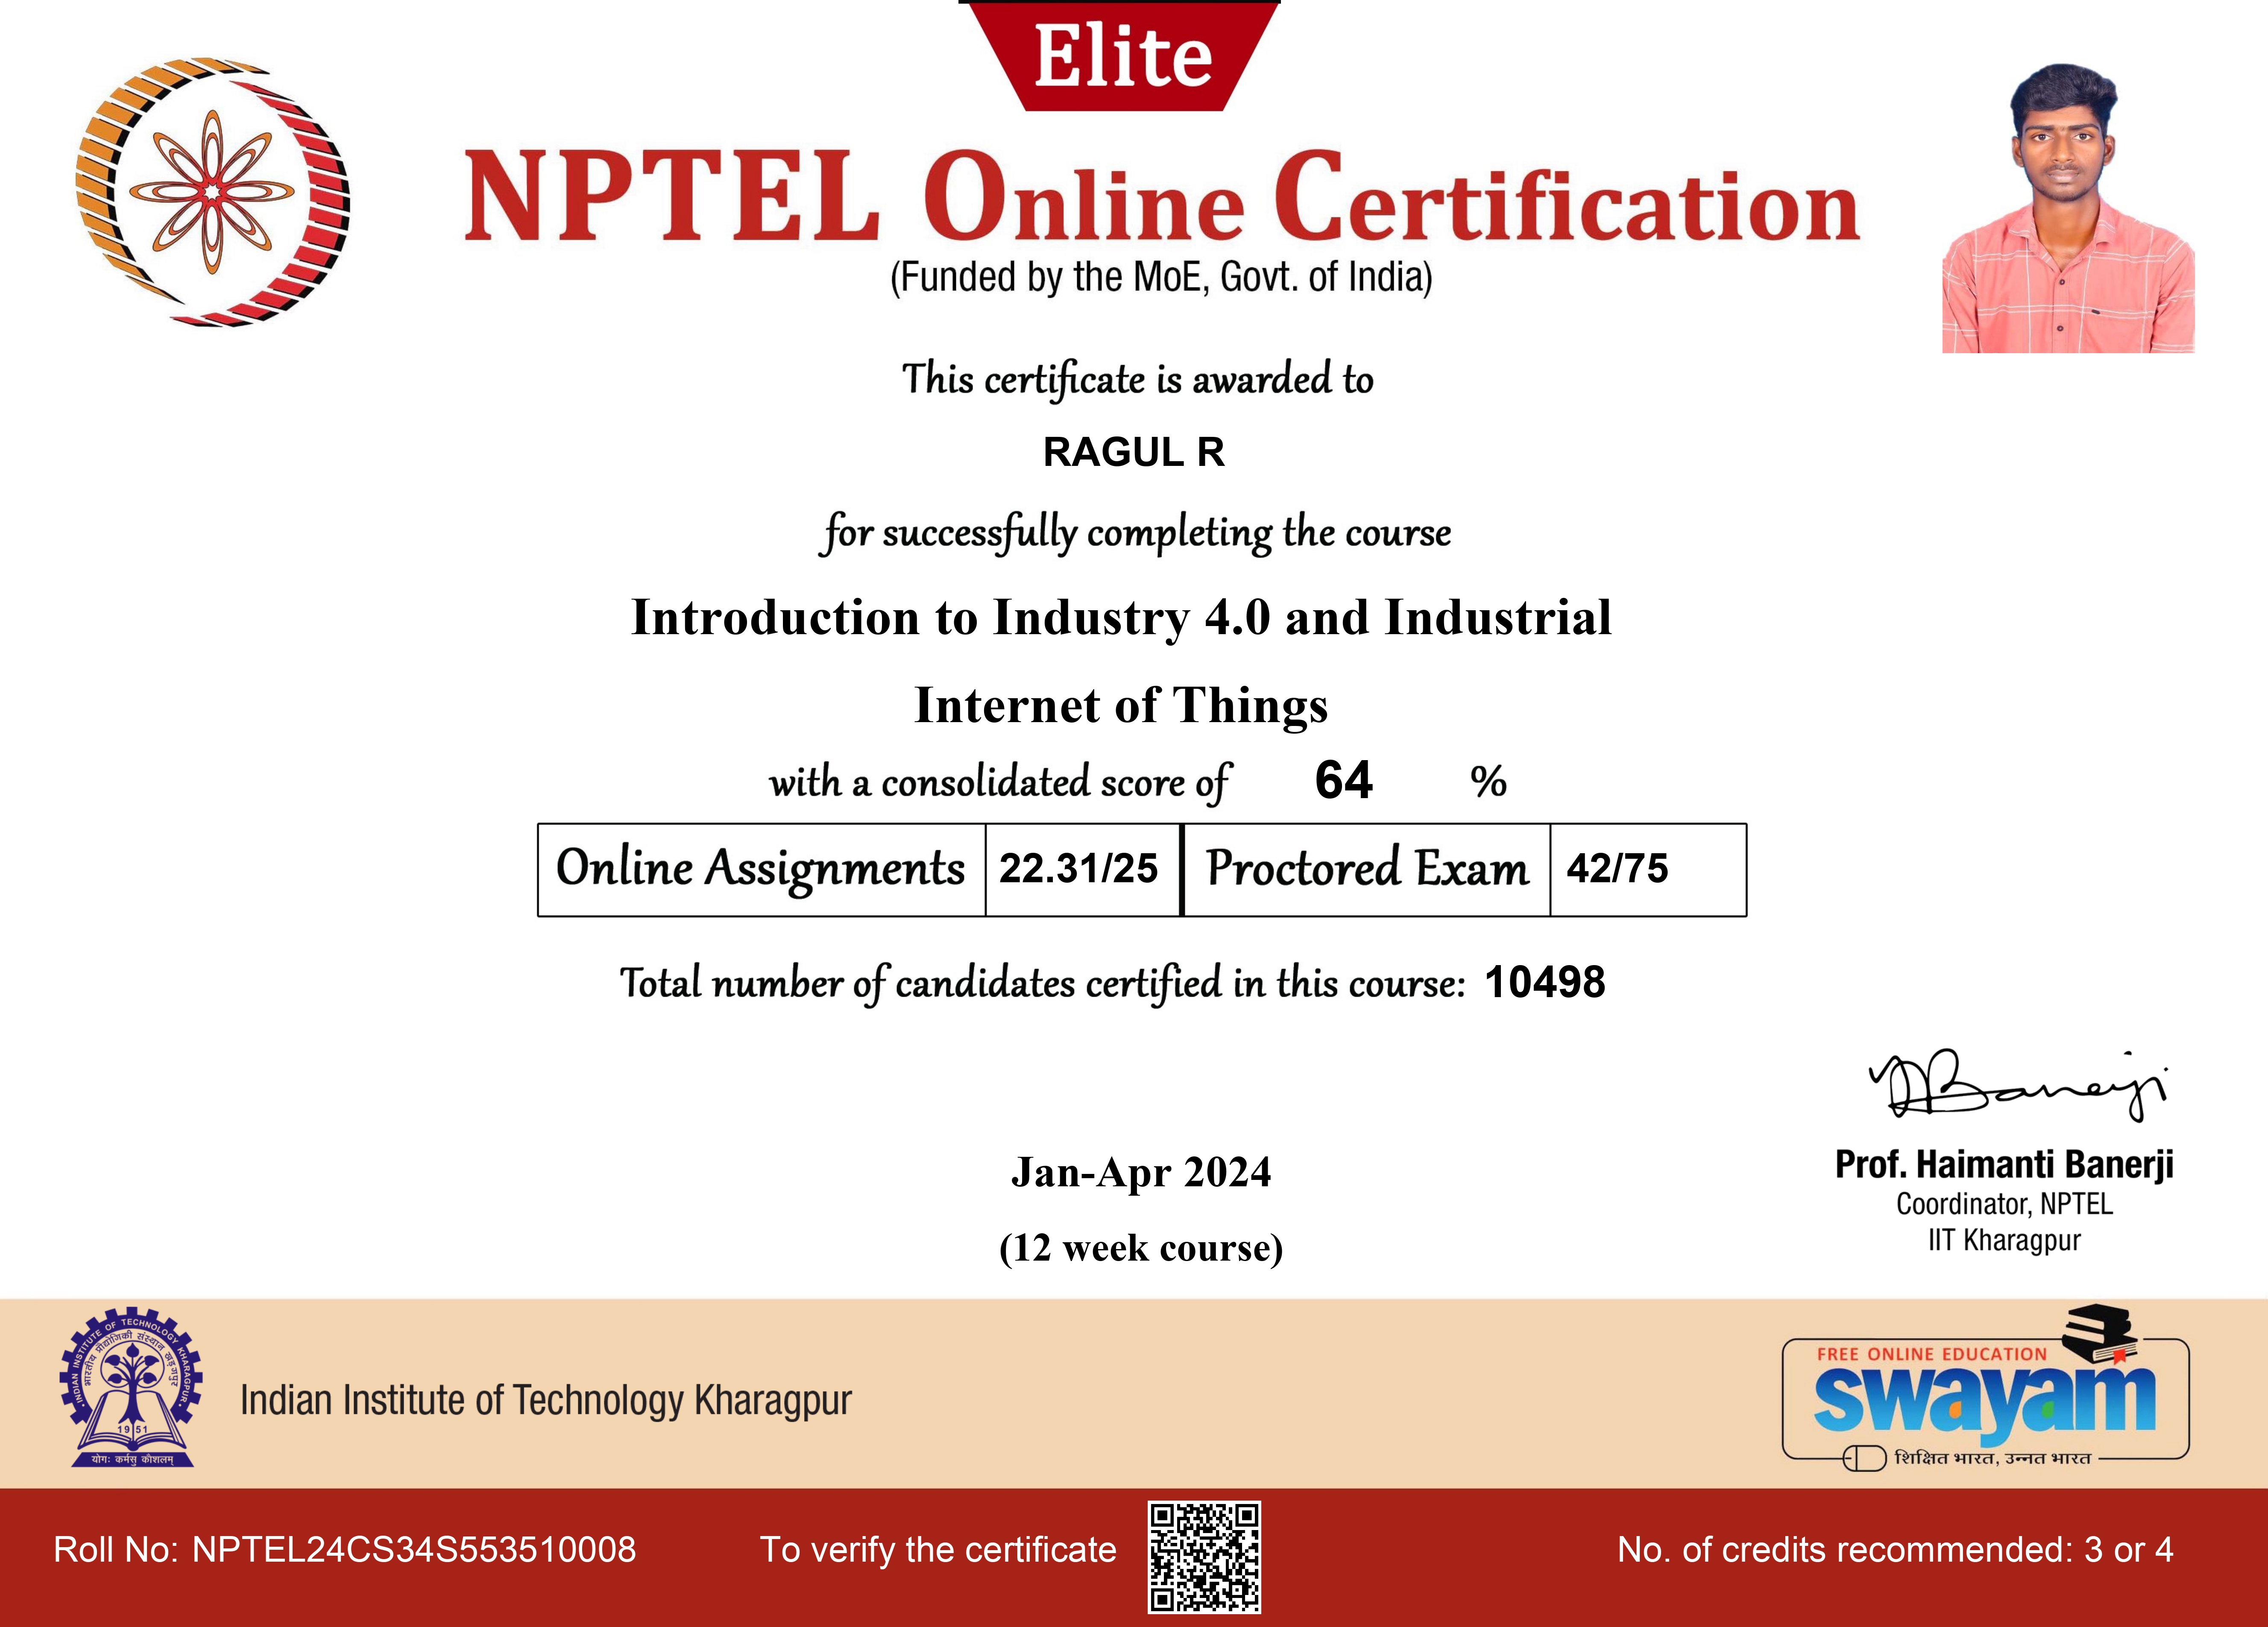 Elite
NPTEL Online Certification
(Funded by the MoE, Govt. of India)
This certificate is awarded to
RAGUL R
for successfully completing the course
Introduction to Industry 4.0 and Industrial
Internet of Things
with a consolidated score of 64 %
Online Assignments 22.31/25 Proctored Exam 42/75
Total number of candidates certified in this course: 10498
Banerji
Prof. Haimanti Banerji
Coordinator, NPTEL
IIT Kharagpur
Jan-Apr 2024
(12 week course)
INDIAN INSTITUTE OF TECHNOLOGY KHARAGPUR
भारतीय प्रौद्योगिकी संस्थान खड़गपुर
1951
योगः कर्मसु कौशलम्
Indian Institute of Technology Kharagpur
FREE ONLINE EDUCATION
swayam
शिक्षित भारत, उन्नत भारत
Roll No: NPTEL24CS34S553510008
To verify the certificate
No. of credits recommended: 3 or 4